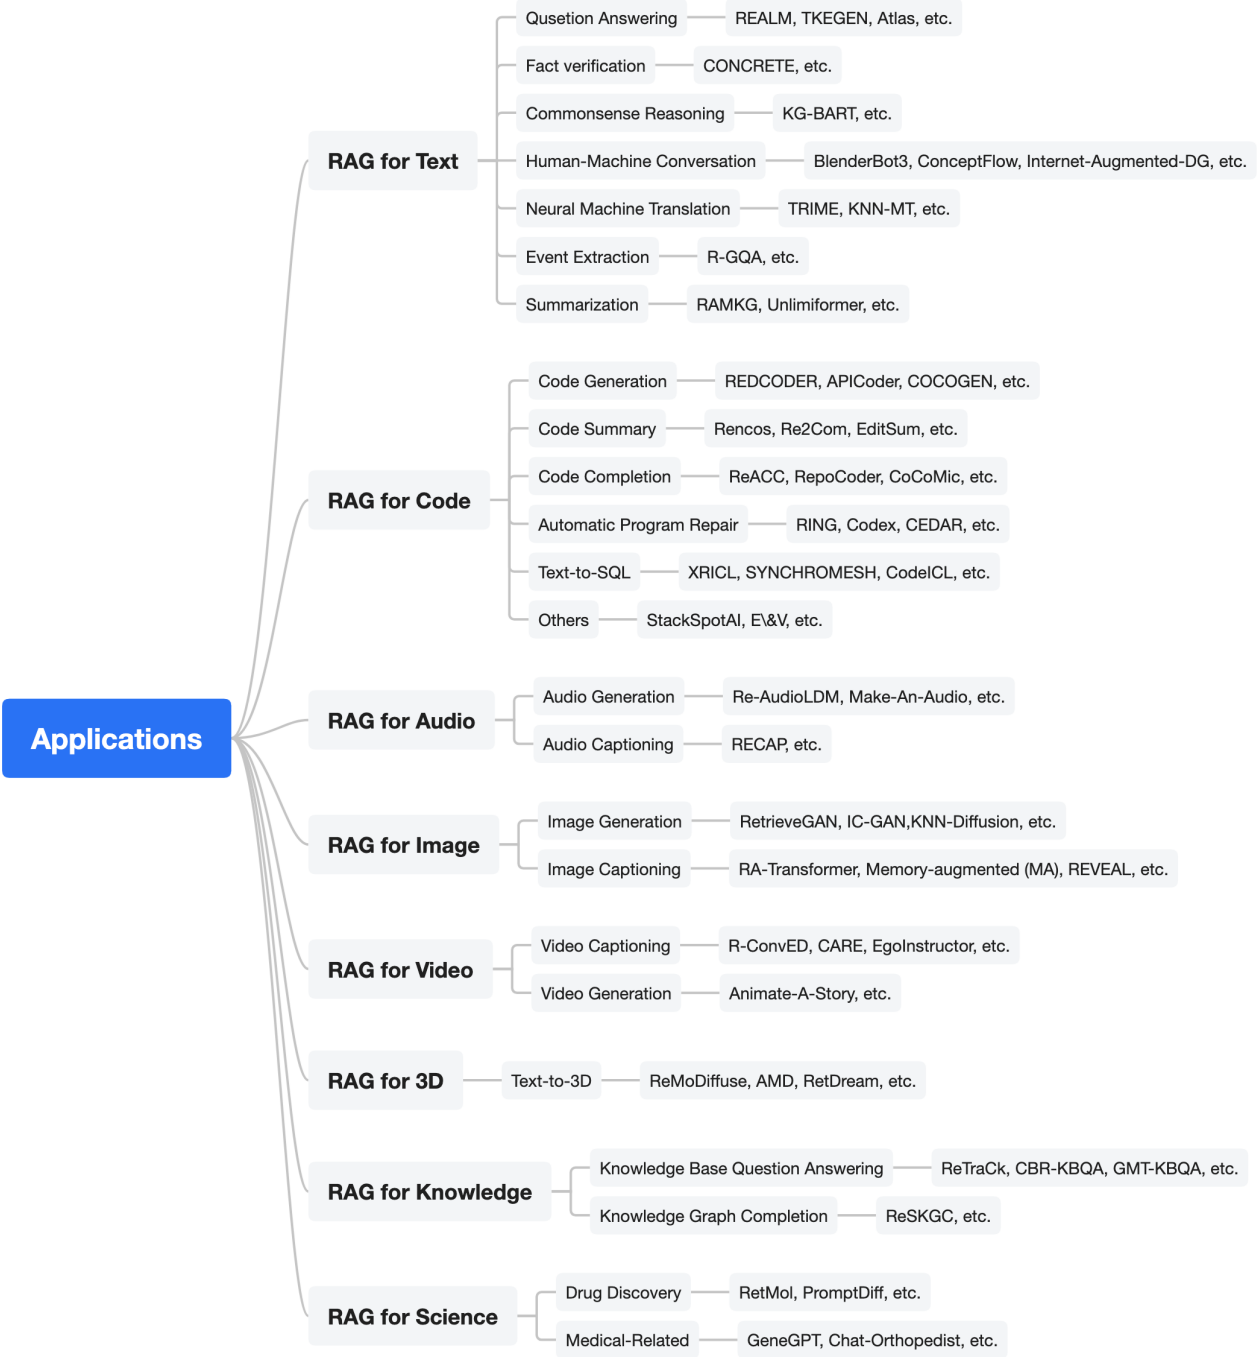 Applications
RAG for Text
Qusetion Answering
REALM, TKEGEN, Atlas, etc.
Fact verification
CONCRETE, etc.
Commonsense Reasoning
KG-BART, etc.
Human-Machine Conversation
BlenderBot3, ConceptFlow, Internet-Augmented-DG, etc.
Neural Machine Translation
TRIME, KNN-MT, etc.
Event Extraction
R-GQA, etc.
Summarization
RAMKG, Unlimiformer, etc.
RAG for Code
Code Generation
REDCODER, APICoder, COCOGEN, etc.
Code Summary
Rencos, Re2Com, EditSum, etc.
Code Completion
ReACC, RepoCoder, CoCoMic, etc.
Automatic Program Repair
RING, Codex, CEDAR, etc.
Text-to-SQL
XRICL, SYNCHROMESH, CodeICL, etc.
Others
StackSpotAI, E\&V, etc.
RAG for Audio
Audio Generation
Re-AudioLDM, Make-An-Audio, etc.
Audio Captioning
RECAP, etc.
RAG for Image
Image Generation
RetrieveGAN, IC-GAN,KNN-Diffusion, etc.
Image Captioning
RA-Transformer, Memory-augmented (MA), REVEAL, etc.
RAG for Video
Video Captioning
R-ConvED, CARE, EgoInstructor, etc.
Video Generation
Animate-A-Story, etc.
RAG for 3D
Text-to-3D
ReMoDiffuse, AMD, RetDream, etc.
RAG for Knowledge
Knowledge Base Question Answering
ReTraCk, CBR-KBQA, GMT-KBQA, etc.
Knowledge Graph Completion
ReSKGC, etc.
RAG for Science
Drug Discovery
RetMol, PromptDiff, etc.
Medical-Related
GeneGPT, Chat-Orthopedist, etc.